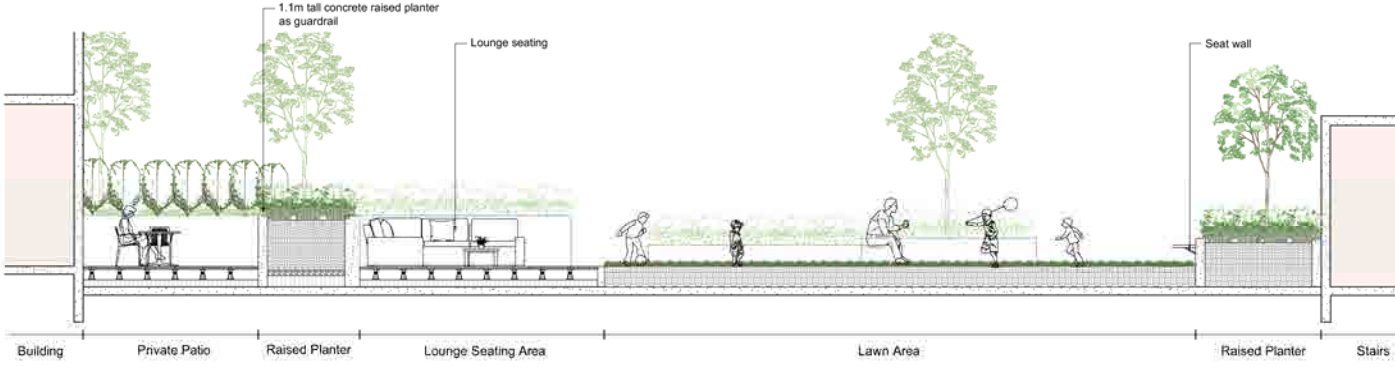 1.1m tall concrete raised planter
as guardrail
Lounge seating
Seat wall
Building
Private Patio
Raised Planter
Lounge Seating Area
Lawn Area
Raised Planter
Stairs